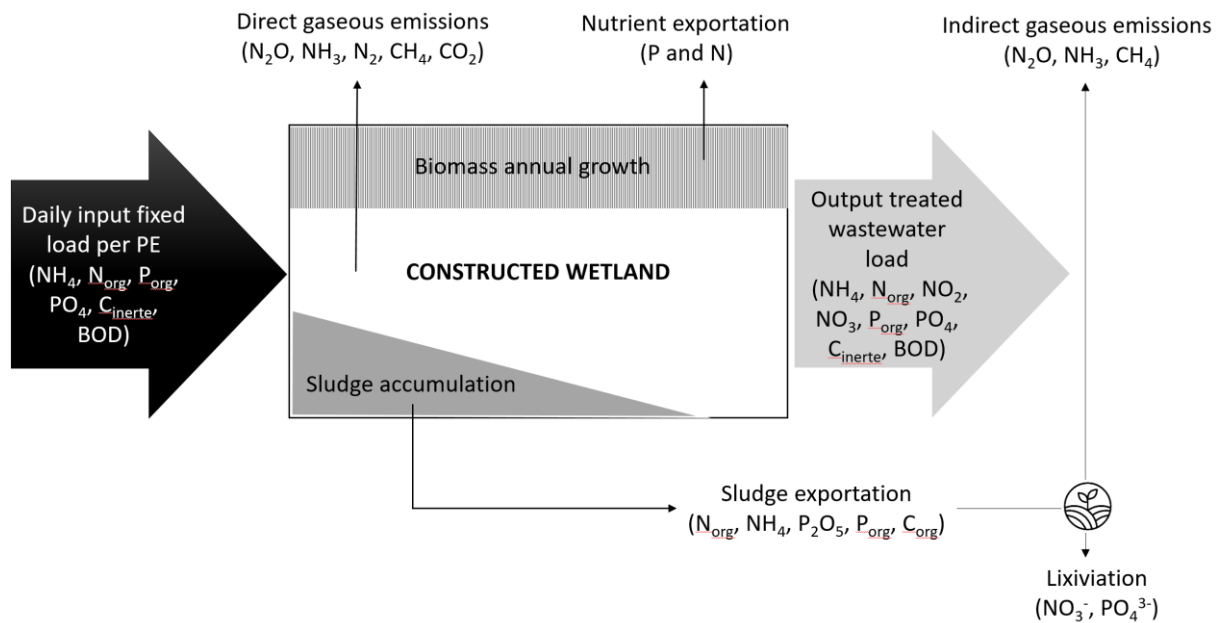 Direct gaseous emissions
(N₂O, NH₃, N₂, CH₄, CO₂)
Nutrient exportation
(P and N)
Indirect gaseous emissions
(N₂O, NH₃, CH₄)
Biomass annual growth
Daily input fixed
load per PE
(NH₄, Norg, Porg,
PO₄, Cinerte,
BOD)
CONSTRUCTED WETLAND
Output treated
wastewater
load
(NH₄, Norg, NO₂,
NO₃, Porg, PO₄,
Cinerte, BOD)
Sludge accumulation
Sludge exportation
(Norg, NH₄, P₂O₅, Porg, Corg)
Lixiviation
(NO₃⁻, PO₄³⁻)